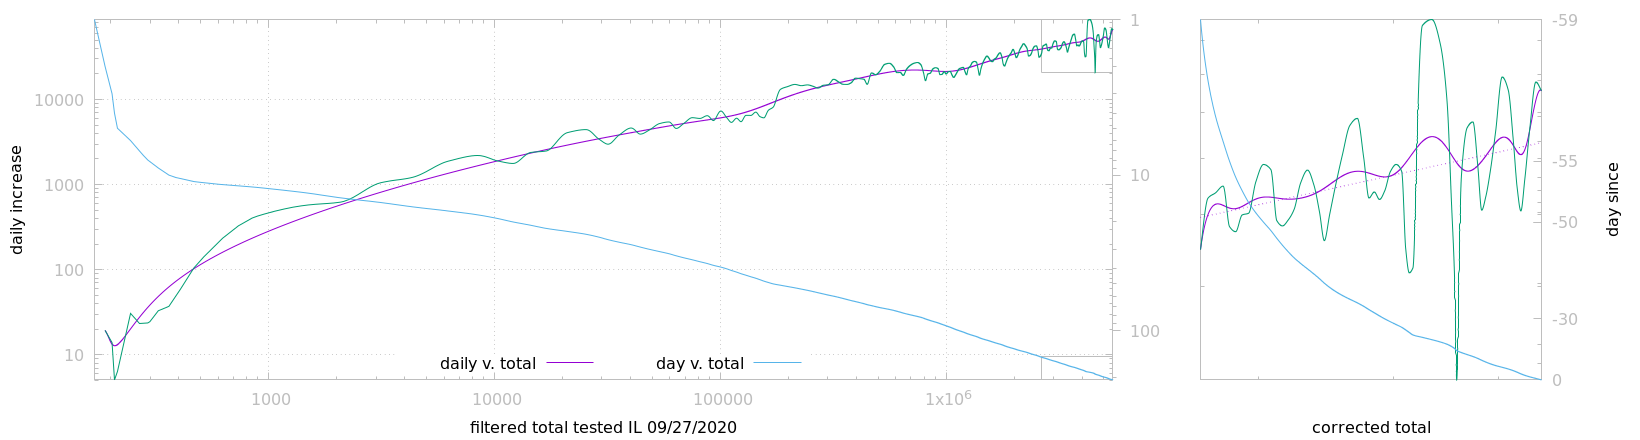 daily increase
10000
1000
100
10
1000
10000
100000
1x10^6
1
10
100
daily v. total
day v. total
filtered total tested IL 09/27/2020
-59
-55
-50
-30
0
day since
corrected total